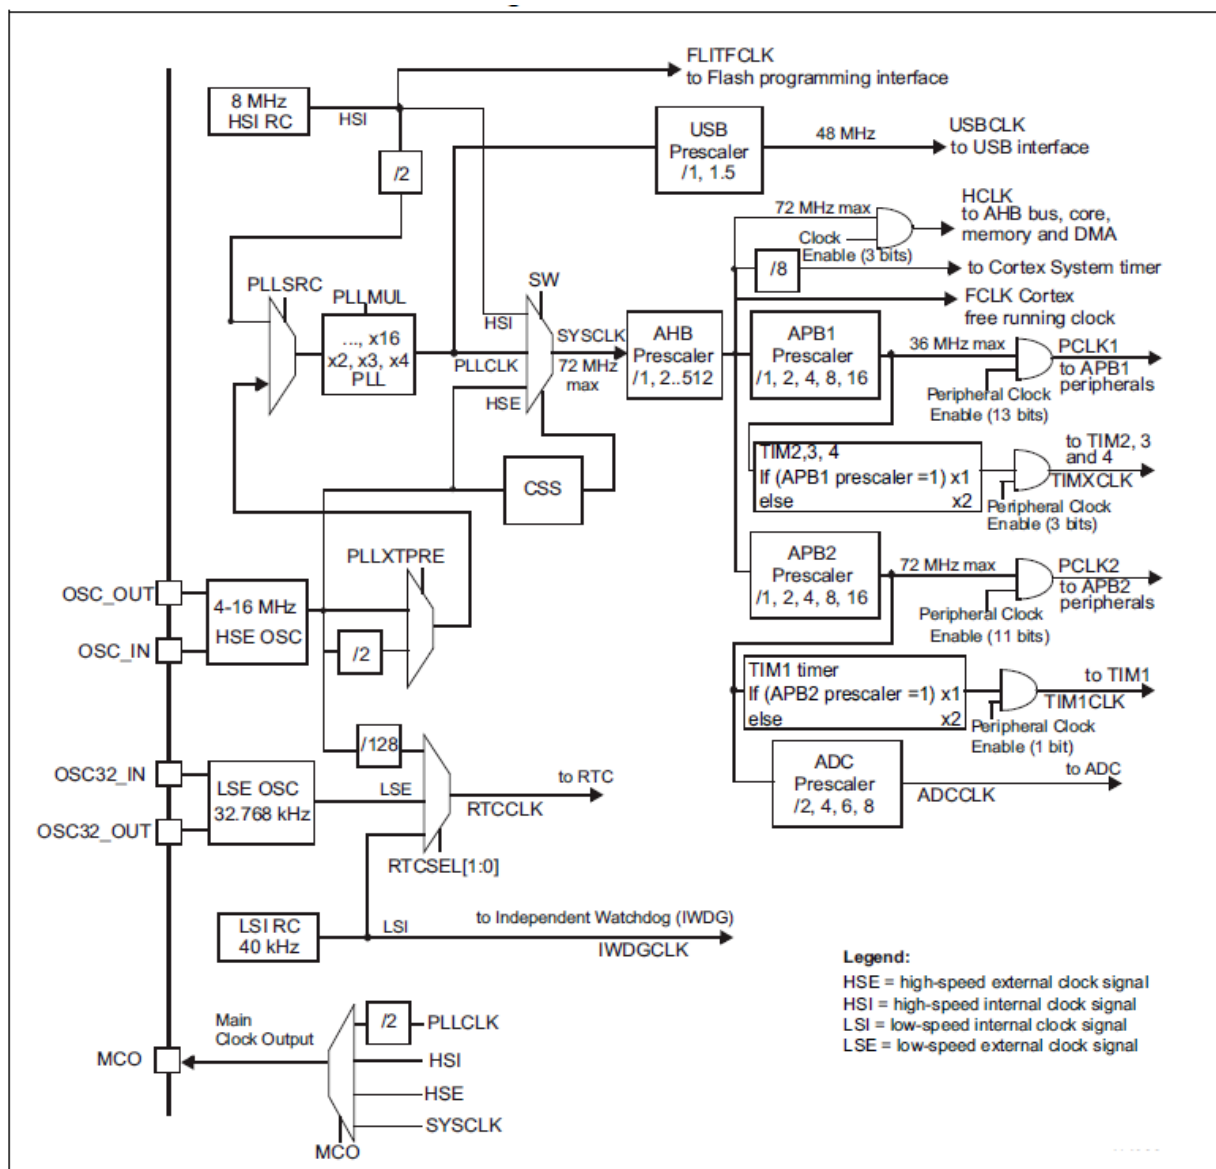 FLITFCLK
to Flash programming interface
8 MHz
HSI RC
HSI
/2
USB
Prescaler
/1, 1.5
48 MHz
USBCLK
to USB interface
72 MHz max
Clock
Enable (3 bits)
HCLK
to AHB bus, core,
memory and DMA
/8
to Cortex System timer
FCLK Cortex
free running clock
PLLSRC
PLLMUL
..., x16
x2, x3, x4
PLL
SW
HSI
PLLCLK
HSE
SYSCLK
72 MHz
max
AHB
Prescaler
/1, 2..512
APB1
Prescaler
/1, 2, 4, 8, 16
36 MHz max
PCLK1
to APB1
peripherals
Peripheral Clock
Enable (13 bits)
TIM2,3, 4
If (APB1 prescaler =1) x1
else x2
to TIM2, 3
and 4
TIMXCLK
Peripheral Clock
Enable (3 bits)
CSS
PLLXTPRE
OSC_OUT
OSC_IN
4-16 MHz
HSE OSC
/2
APB2
Prescaler
/1, 2, 4, 8, 16
72 MHz max
PCLK2
to APB2
peripherals
Peripheral Clock
Enable (11 bits)
TIM1 timer
If (APB2 prescaler =1) x1
else x2
to TIM1
TIM1CLK
Peripheral Clock
Enable (1 bit)
/128
OSC32_IN
OSC32_OUT
LSE OSC
32.768 kHz
LSE
to RTC
RTCCLK
RTCSEL[1:0]
ADC
Prescaler
/2, 4, 6, 8
to ADC
ADCCLK
LSI RC
40 kHz
LSI
to Independent Watchdog (IWDG)
IWDGCLK
Legend:
HSE = high-speed external clock signal
HSI = high-speed internal clock signal
LSI = low-speed internal clock signal
LSE = low-speed external clock signal
Main
Clock Output
MCO
/2
PLLCLK
HSI
HSE
SYSCLK
MCO